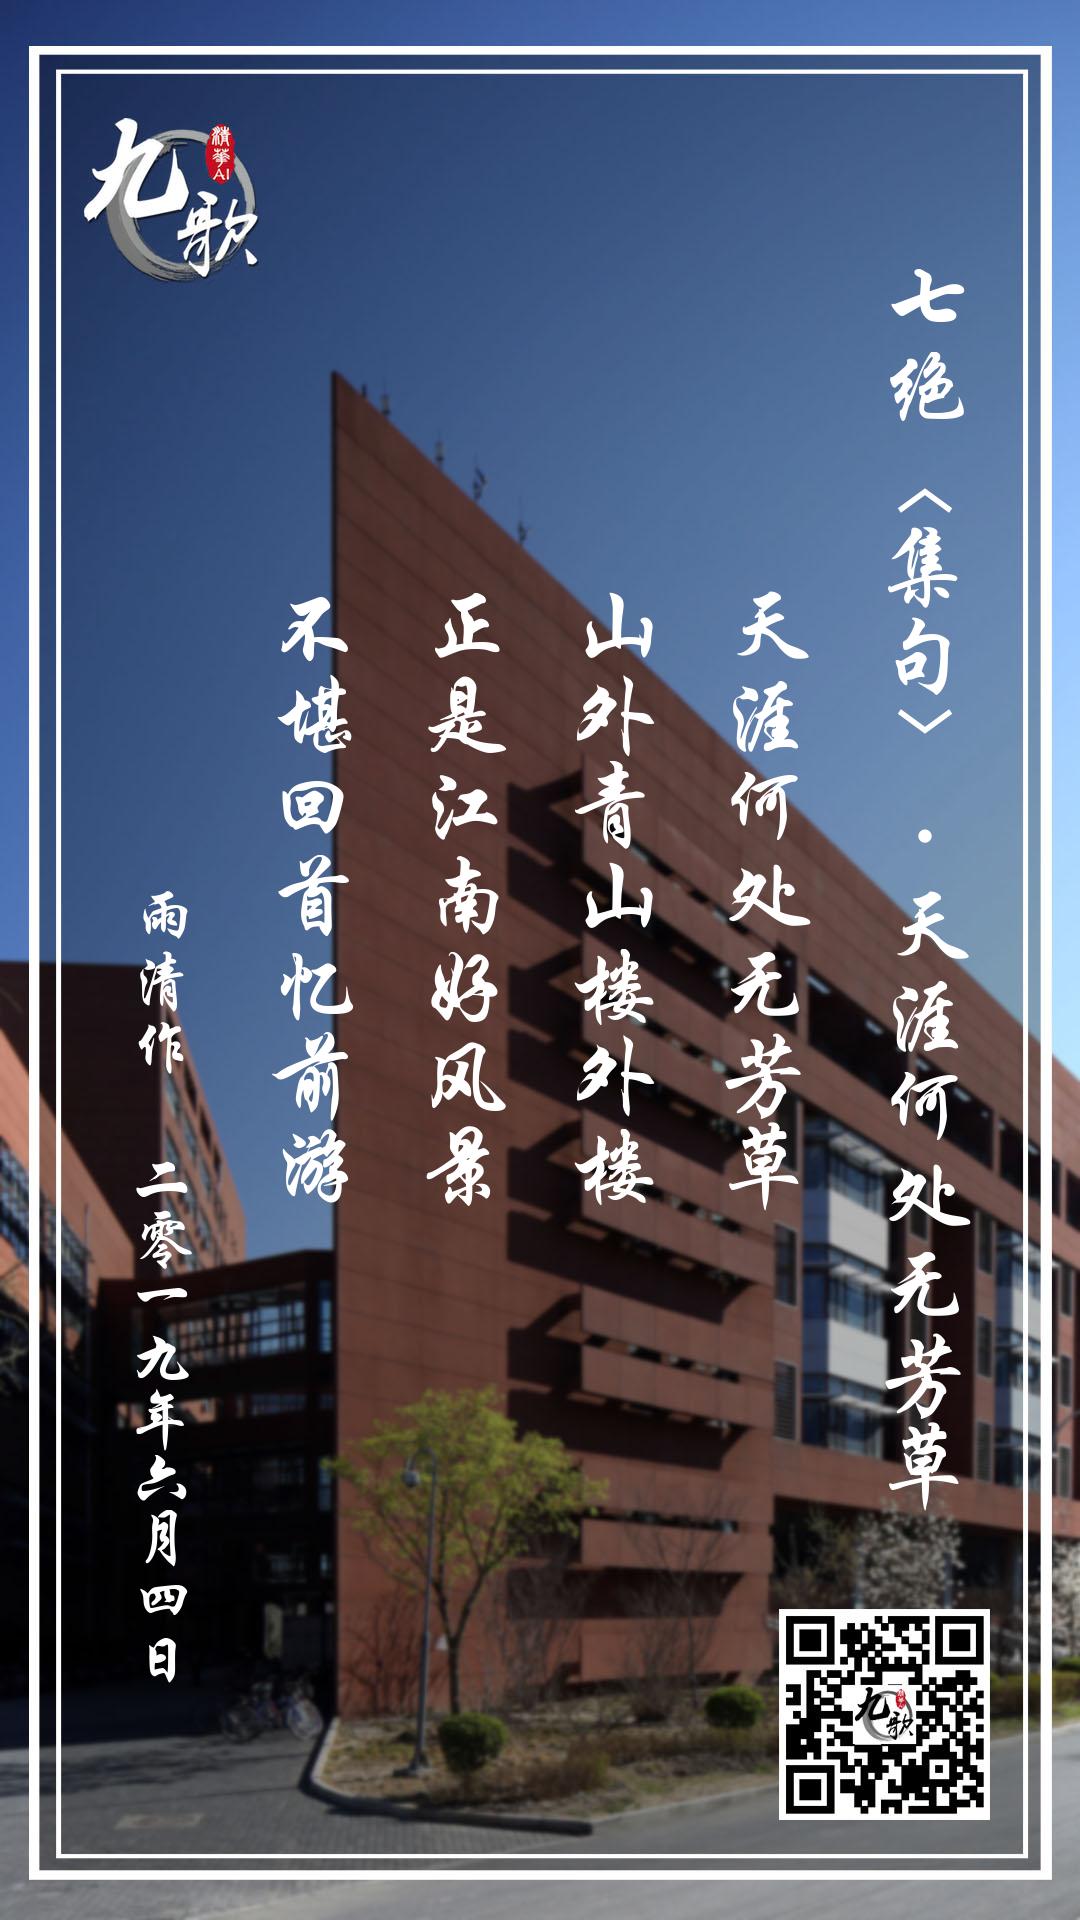 九歌
清华AI
七绝《集句》·天涯何处无芳草
天涯何处无芳草
山外青山楼外楼
正是江南好风景
不堪回首忆前游
雨清作 二零一九年六月四日
九歌